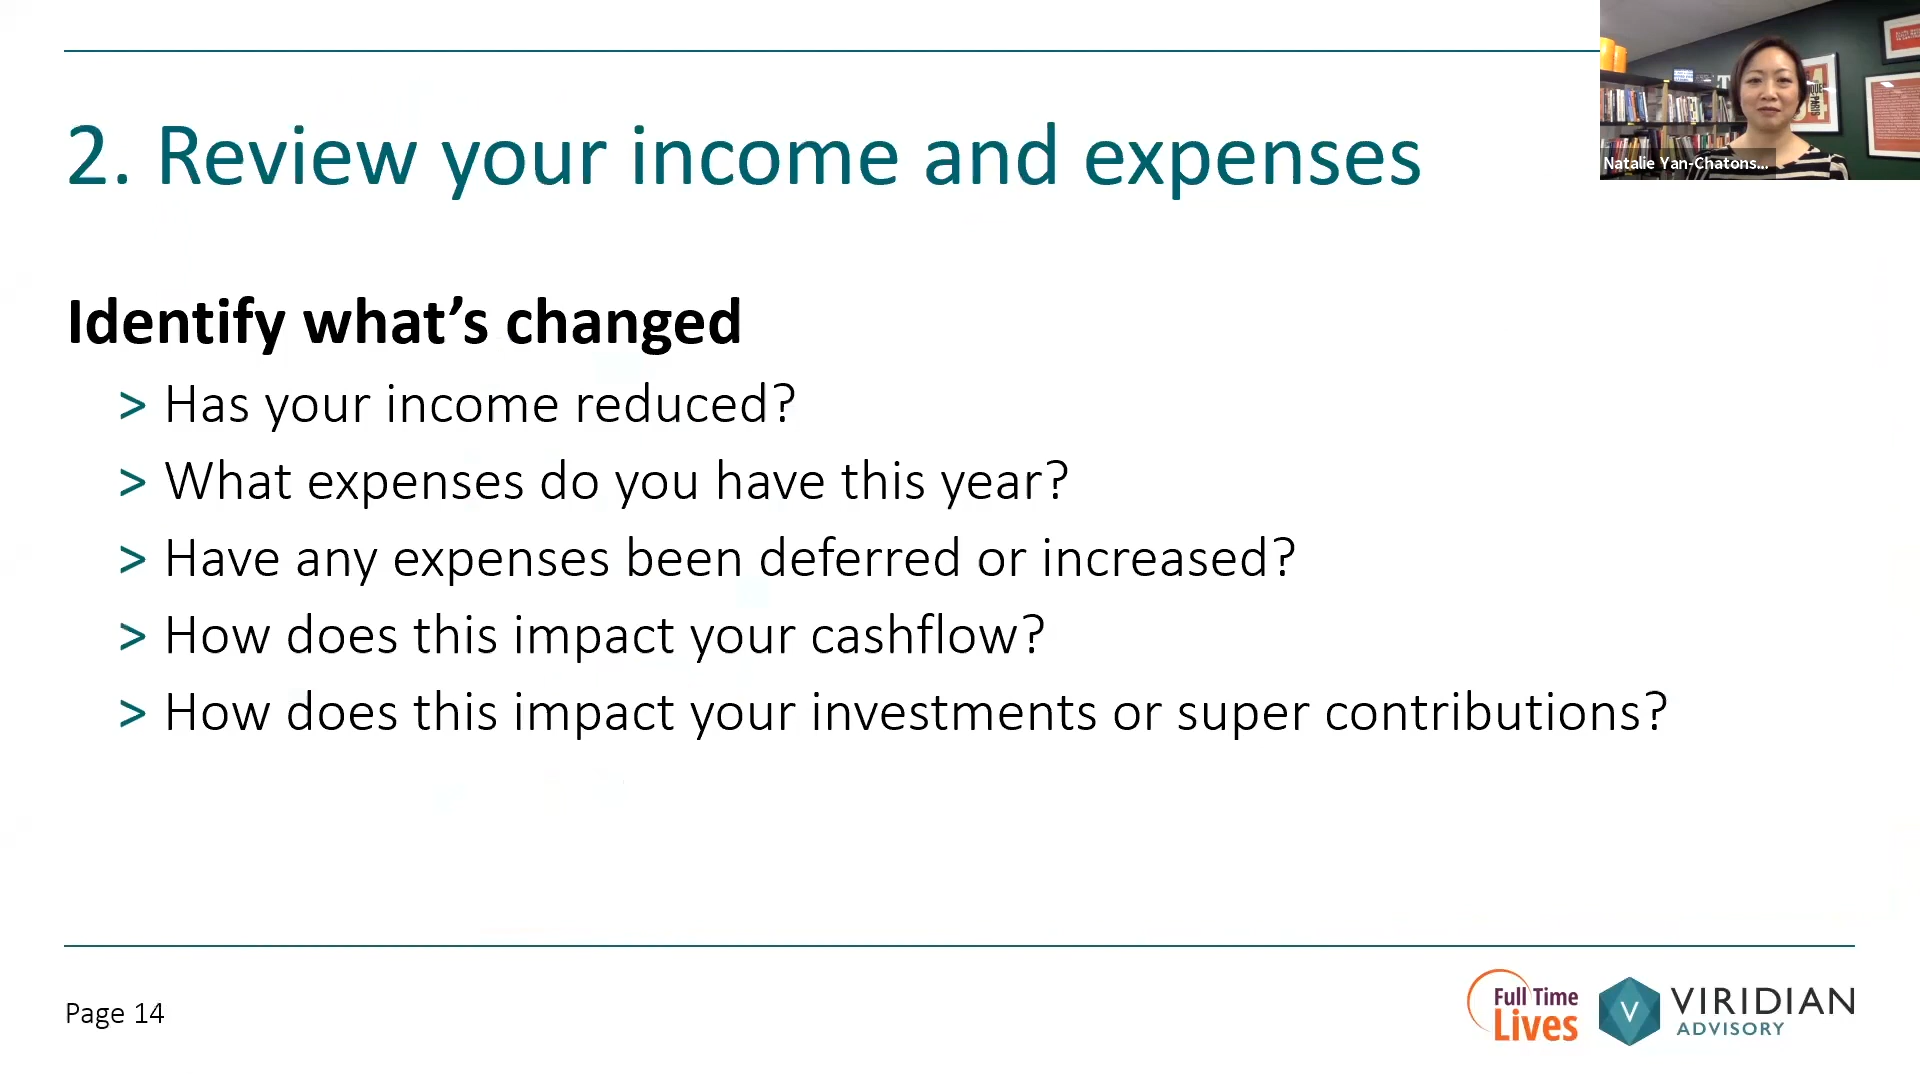 2. Review your income and expenses
Natalie Yan-Chatons...
Identify what's changed
> Has your income reduced?
> What expenses do you have this year?
> Have any expenses been deferred or increased?
> How does this impact your cashflow?
> How does this impact your investments or super contributions?
Page 14
Full Time
Lives
V
VIRIDIAN
ADVISORY